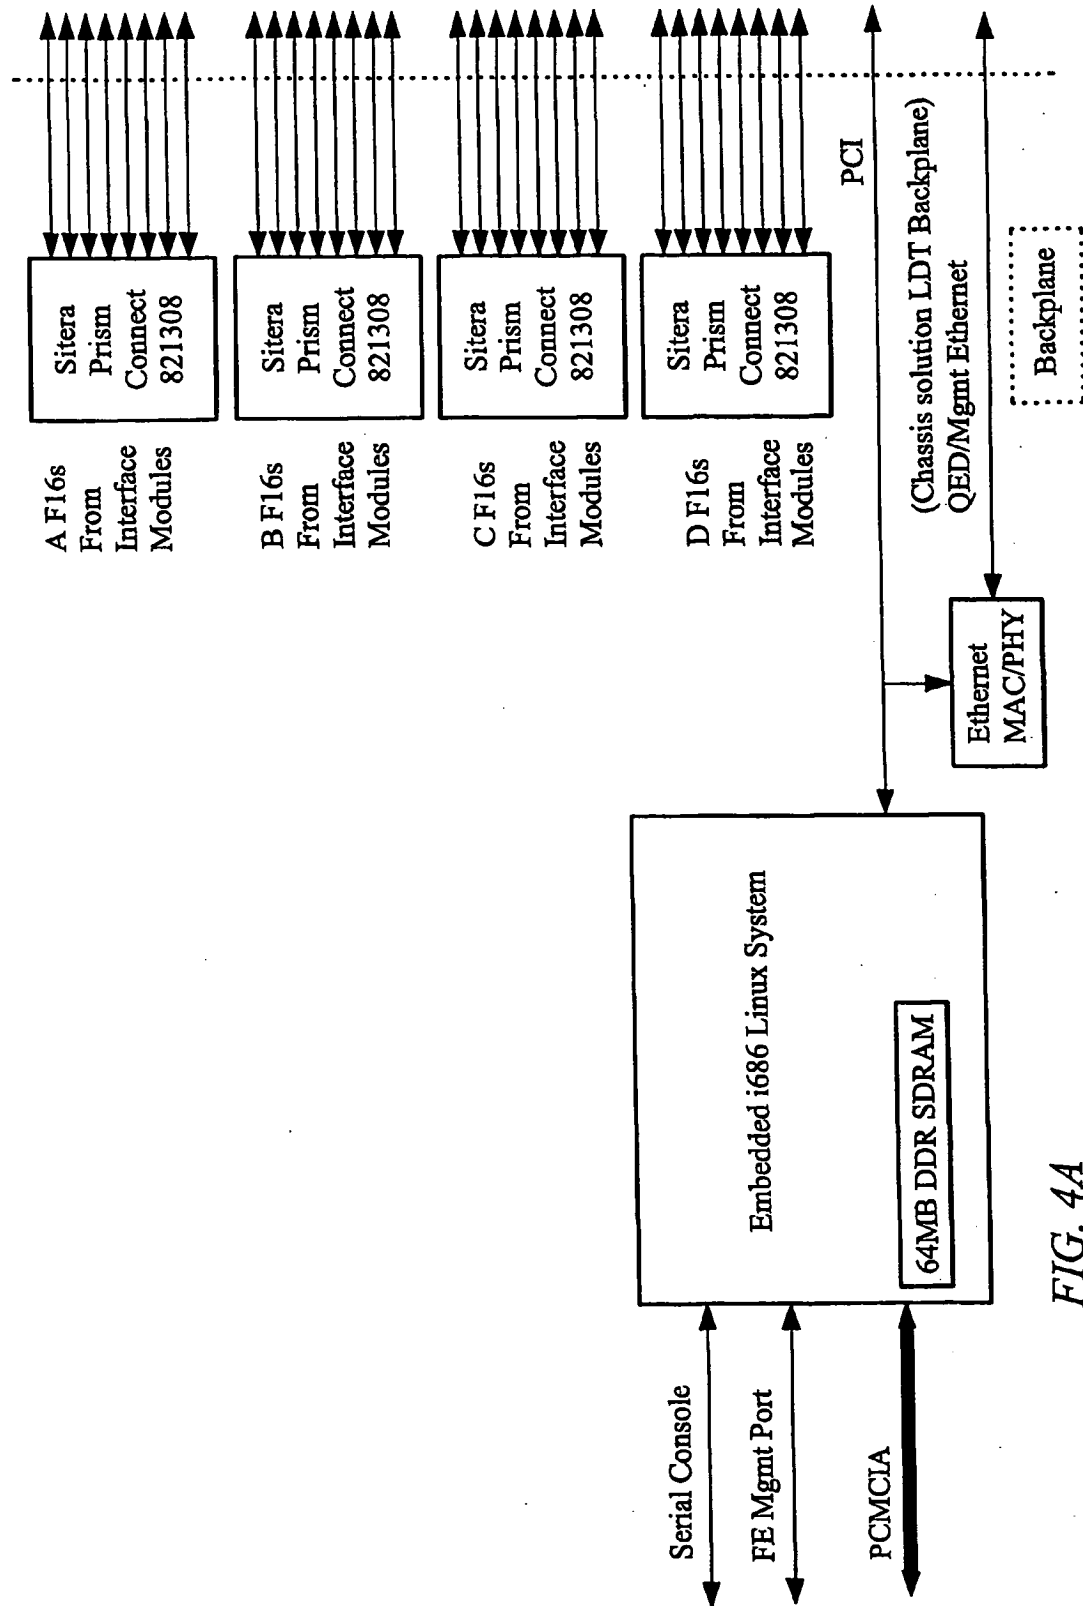 A F16s
From
Interface
Modules
Sitera
Prism
Connect
821308
B F16s
From
Interface
Modules
Sitera
Prism
Connect
821308
C F16s
From
Interface
Modules
Sitera
Prism
Connect
821308
D F16s
From
Interface
Modules
Sitera
Prism
Connect
821308
Serial Console
FE Mgmt Port
PCMCIA
Embedded i686 Linux System
64MB DDR SDRAM
PCI
(Chassis solution LDT Backplane)
QED/Mgmt Ethernet
Ethernet
MAC/PHY
Backplane
FIG. 4A